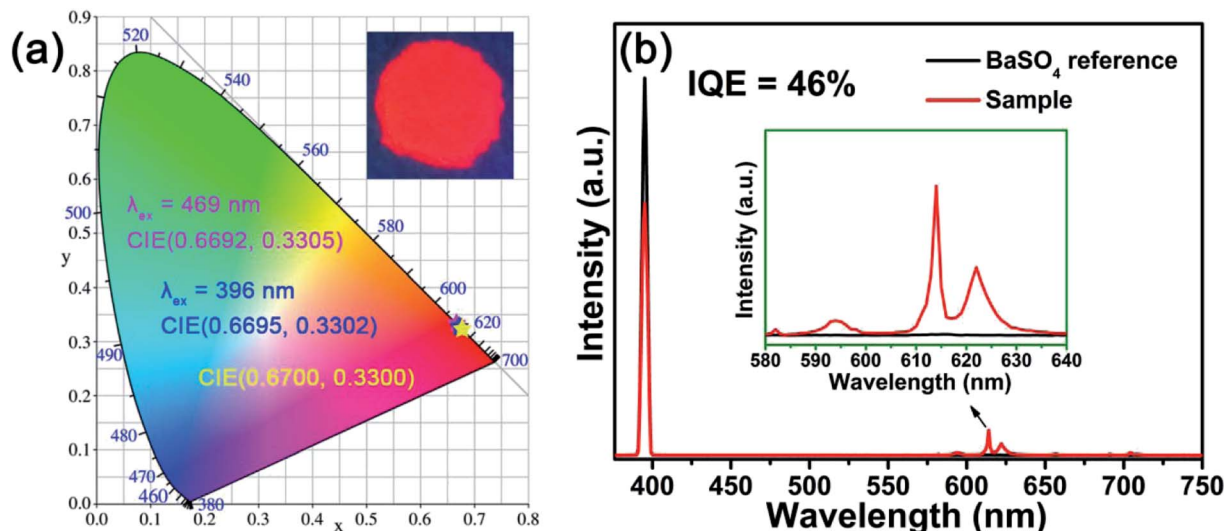 (a)
0.9
0.8
0.7
0.6
0.5
0.5
0.4
0.3
0.2
0.1
0.0
y
0.0 0.1 0.2 0.3 0.4 0.5 0.6 0.7 0.8
x
520
540
560
580
600
620
700
500
490
480
470
460
380
λex = 469 nm
CIE(0.6692, 0.3305)
λex = 396 nm
CIE(0.6695, 0.3302)
CIE(0.6700, 0.3300)
(b)
IQE = 46%
BaSO4 reference
Sample
Intensity (a.u.)
580 590 600 614 622 630 640
Wavelength (nm)
Intensity (a.u.)
400 450 500 550 600 650 700 750
Wavelength (nm)